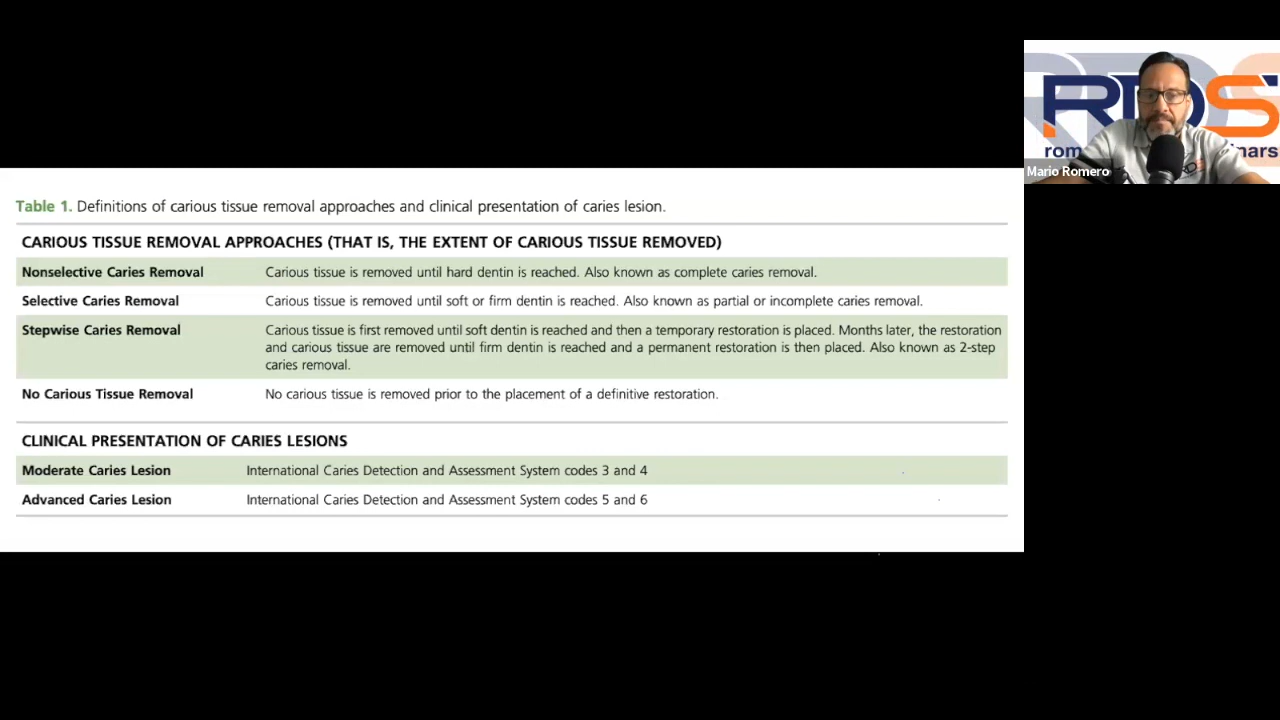 Table 1. Definitions of carious tissue removal approaches and clinical presentation of caries lesion.
CARIOUS TISSUE REMOVAL APPROACHES (THAT IS, THE EXTENT OF CARIOUS TISSUE REMOVED)
Nonselective Caries Removal Carious tissue is removed until hard dentin is reached. Also known as complete caries removal.
Selective Caries Removal Carious tissue is removed until soft or firm dentin is reached. Also known as partial or incomplete caries removal.
Stepwise Caries Removal Carious tissue is first removed until soft dentin is reached and then a temporary restoration is placed. Months later, the restoration
and carious tissue are removed until firm dentin is reached and a permanent restoration is then placed. Also known as 2-step
caries removal.
No Carious Tissue Removal No carious tissue is removed prior to the placement of a definitive restoration.
CLINICAL PRESENTATION OF CARIES LESIONS
Moderate Caries Lesion International Caries Detection and Assessment System codes 3 and 4
Advanced Caries Lesion International Caries Detection and Assessment System codes 5 and 6
RDS
Mario Romero